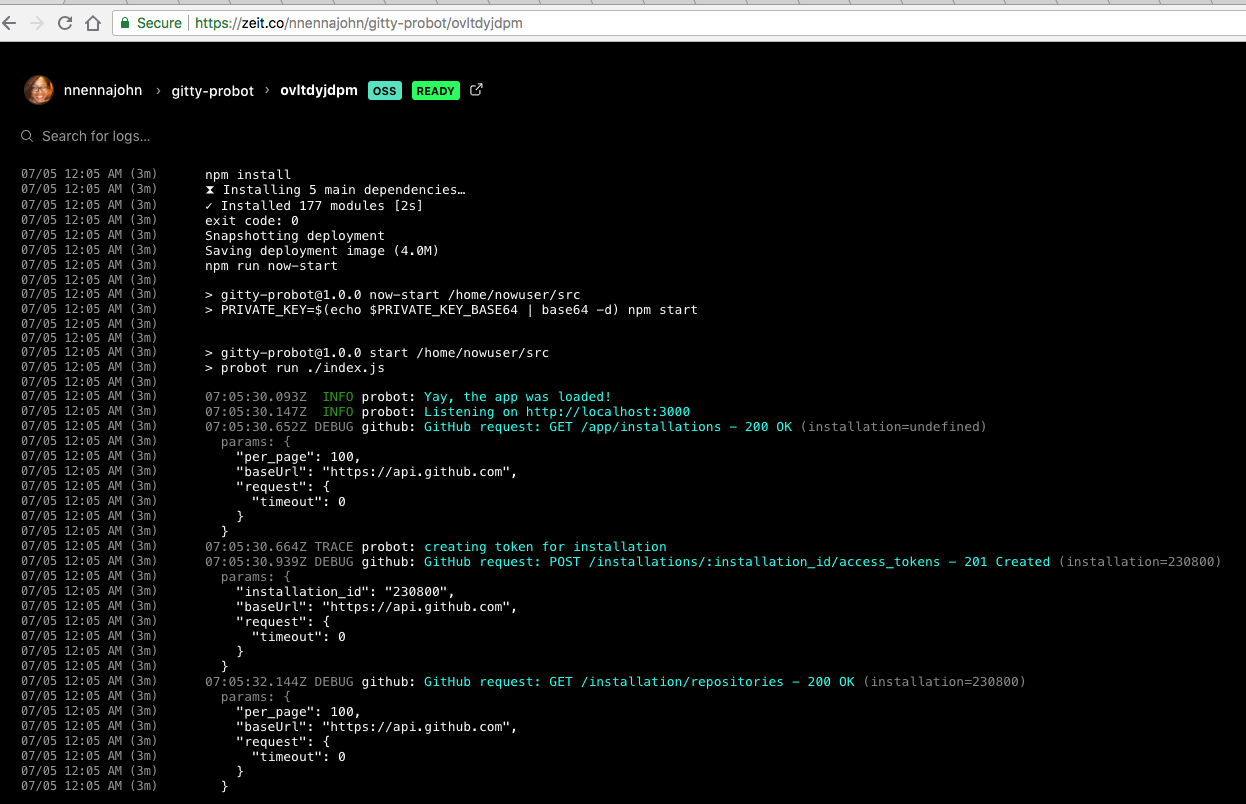 Secure https://zeit.co/nnennajohn/gitty-probot/ovltdyjdpm
nnennajohn › gitty-probot › ovltdyjdpm OSS READY
Search for logs...
07/05 12:05 AM (3m) npm install
07/05 12:05 AM (3m) ⧗ Installing 5 main dependencies…
07/05 12:05 AM (3m) ✓ Installed 177 modules [2s]
07/05 12:05 AM (3m) exit code: 0
07/05 12:05 AM (3m) Snapshotting deployment
07/05 12:05 AM (3m) Saving deployment image (4.0M)
07/05 12:05 AM (3m) npm run now-start
07/05 12:05 AM (3m)
07/05 12:05 AM (3m) > gitty-probot@1.0.0 now-start /home/nowuser/src
07/05 12:05 AM (3m) > PRIVATE_KEY=$(echo $PRIVATE_KEY_BASE64 | base64 -d) npm start
07/05 12:05 AM (3m)
07/05 12:05 AM (3m)
07/05 12:05 AM (3m) > gitty-probot@1.0.0 start /home/nowuser/src
07/05 12:05 AM (3m) > probot run ./index.js
07/05 12:05 AM (3m)
07/05 12:05 AM (3m) 07:05:30.093Z INFO probot: Yay, the app was loaded!
07/05 12:05 AM (3m) 07:05:30.147Z INFO probot: Listening on http://localhost:3000
07/05 12:05 AM (3m) 07:05:30.652Z DEBUG github: GitHub request: GET /app/installations - 200 OK (installation=undefined)
07/05 12:05 AM (3m) params: {
07/05 12:05 AM (3m) "per_page": 100,
07/05 12:05 AM (3m) "baseUrl": "https://api.github.com",
07/05 12:05 AM (3m) "request": {
07/05 12:05 AM (3m) "timeout": 0
07/05 12:05 AM (3m) }
07/05 12:05 AM (3m) }
07/05 12:05 AM (3m) 07:05:30.664Z TRACE probot: creating token for installation
07/05 12:05 AM (3m) 07:05:30.939Z DEBUG github: GitHub request: POST /installations/:installation_id/access_tokens - 201 Created (installation=230800)
07/05 12:05 AM (3m) params: {
07/05 12:05 AM (3m) "installation_id": "230800",
07/05 12:05 AM (3m) "baseUrl": "https://api.github.com",
07/05 12:05 AM (3m) "request": {
07/05 12:05 AM (3m) "timeout": 0
07/05 12:05 AM (3m) }
07/05 12:05 AM (3m) }
07/05 12:05 AM (3m) 07:05:32.144Z DEBUG github: GitHub request: GET /installation/repositories - 200 OK (installation=230800)
07/05 12:05 AM (3m) params: {
07/05 12:05 AM (3m) "per_page": 100,
07/05 12:05 AM (3m) "baseUrl": "https://api.github.com",
07/05 12:05 AM (3m) "request": {
07/05 12:05 AM (3m) "timeout": 0
07/05 12:05 AM (3m) }
07/05 12:05 AM (3m) }